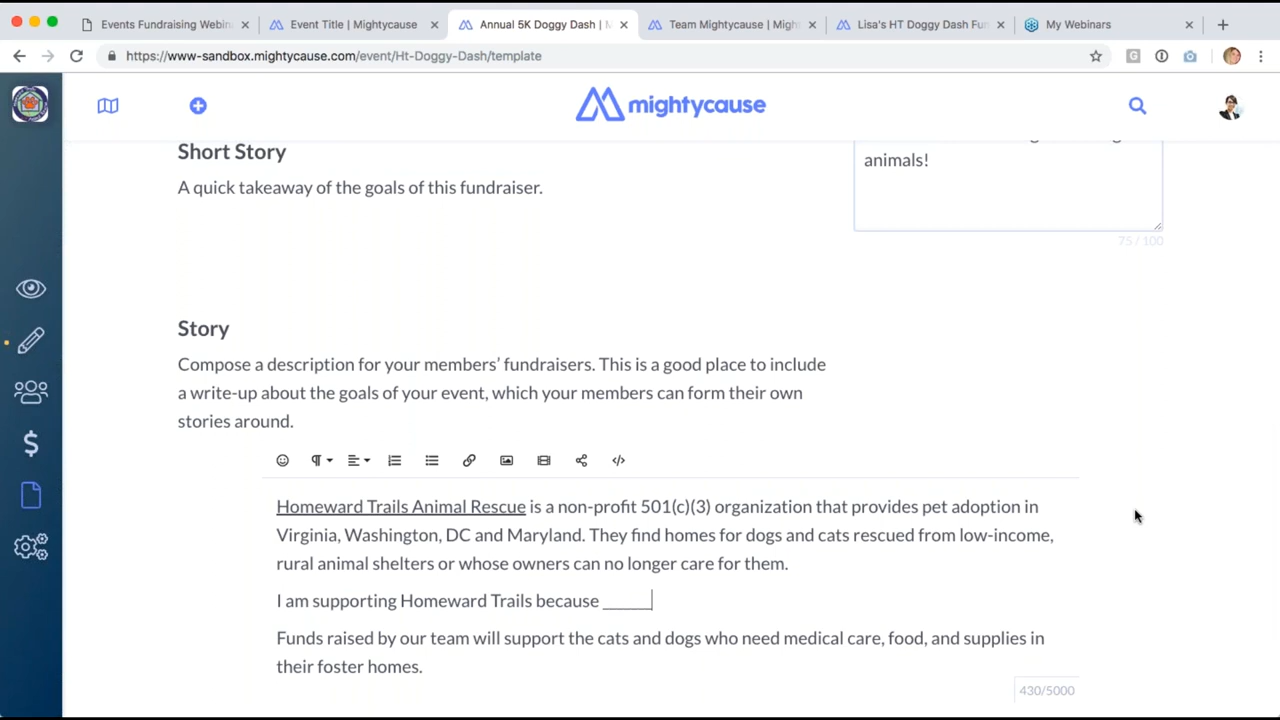 Events Fundraising Webin
Event Title | Mightycause
Annual 5K Doggy Dash | M
Team Mightycause | Migh
Lisa's HT Doggy Dash Fun
My Webinars
https://www-sandbox.mightycause.com/event/Ht-Doggy-Dash/template
mightycause
Short Story
animals!
A quick takeaway of the goals of this fundraiser.
75 / 100
Story
Compose a description for your members' fundraisers. This is a good place to include
a write-up about the goals of your event, which your members can form their own
stories around.
Homeward Trails Animal Rescue is a non-profit 501(c)(3) organization that provides pet adoption in
Virginia, Washington, DC and Maryland. They find homes for dogs and cats rescued from low-income,
rural animal shelters or whose owners can no longer care for them.
I am supporting Homeward Trails because ______
Funds raised by our team will support the cats and dogs who need medical care, food, and supplies in
their foster homes.
430/5000